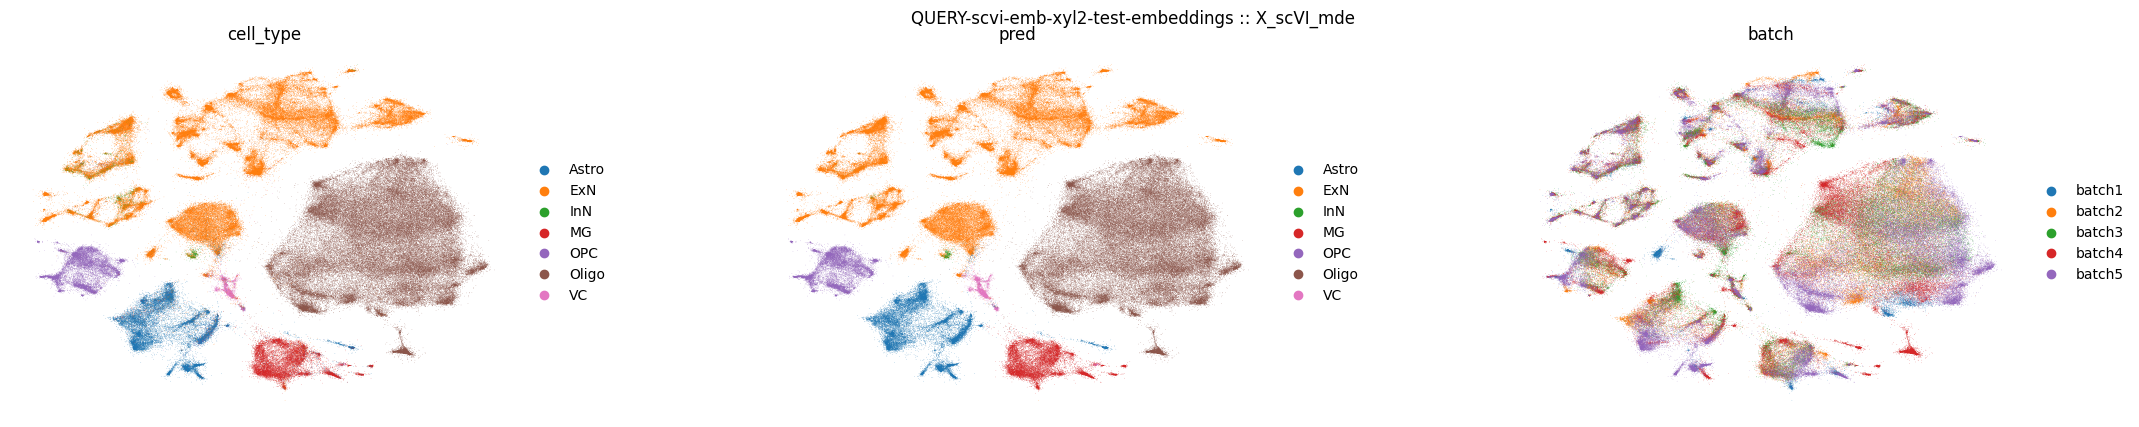 QUERY-scvi-emb-xyl2-test-embeddings :: X_scVI_mde
cell_type
Astro
ExN
InN
MG
OPC
Oligo
VC
pred
Astro
ExN
InN
MG
OPC
Oligo
VC
batch
batch1
batch2
batch3
batch4
batch5